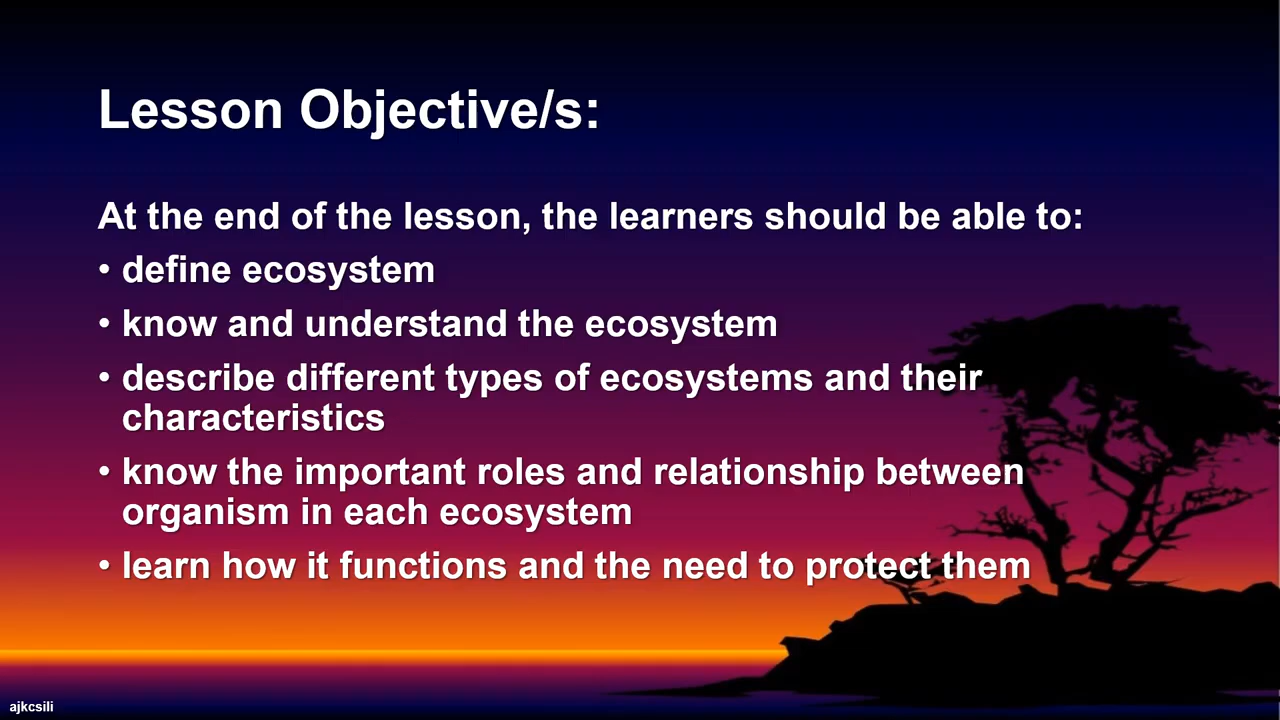 Lesson Objective/s:
At the end of the lesson, the learners should be able to:
• define ecosystem
• know and understand the ecosystem
• describe different types of ecosystems and their
characteristics
• know the important roles and relationship between
organism in each ecosystem
• learn how it functions and the need to protect them
ajkcsili